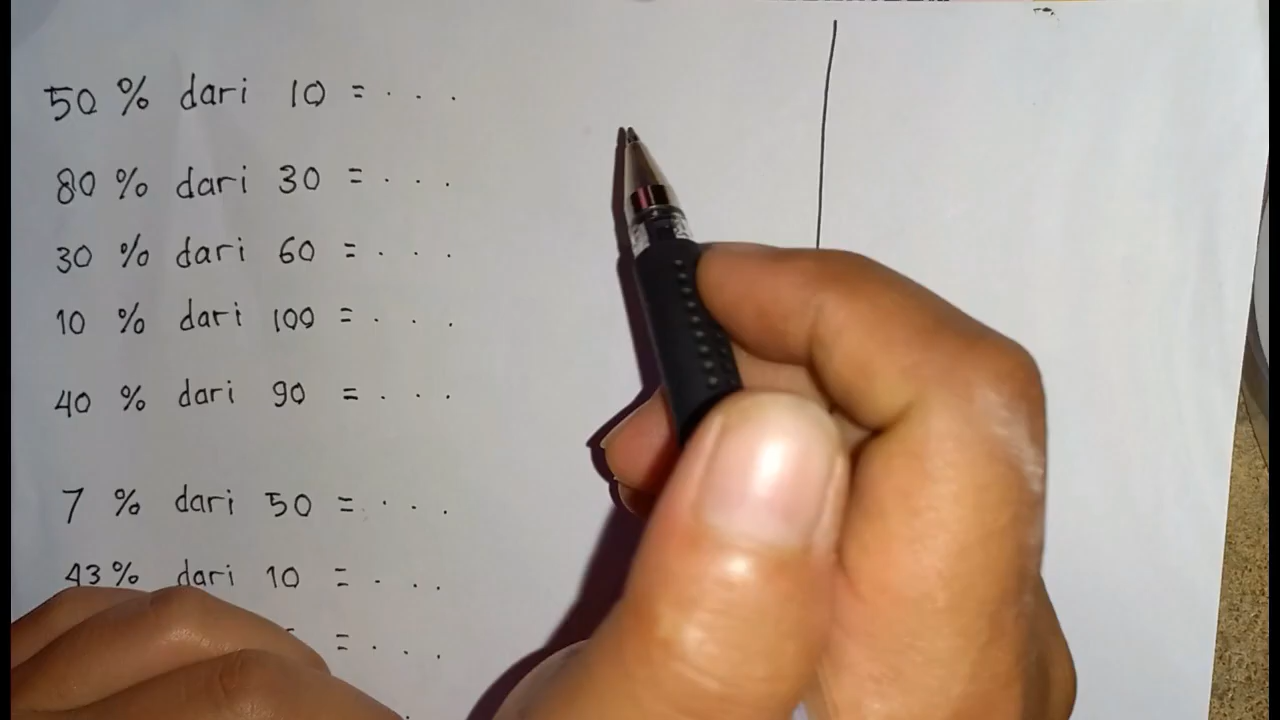 50 % dari 10 = . . .
80 % dari 30 = . . .
30 % dari 60 = . . .
10 % dari 100 = . . .
40 % dari 90 = . . .
7 % dari 50 = . . .
43 % dari 10 = . . .
= . . .